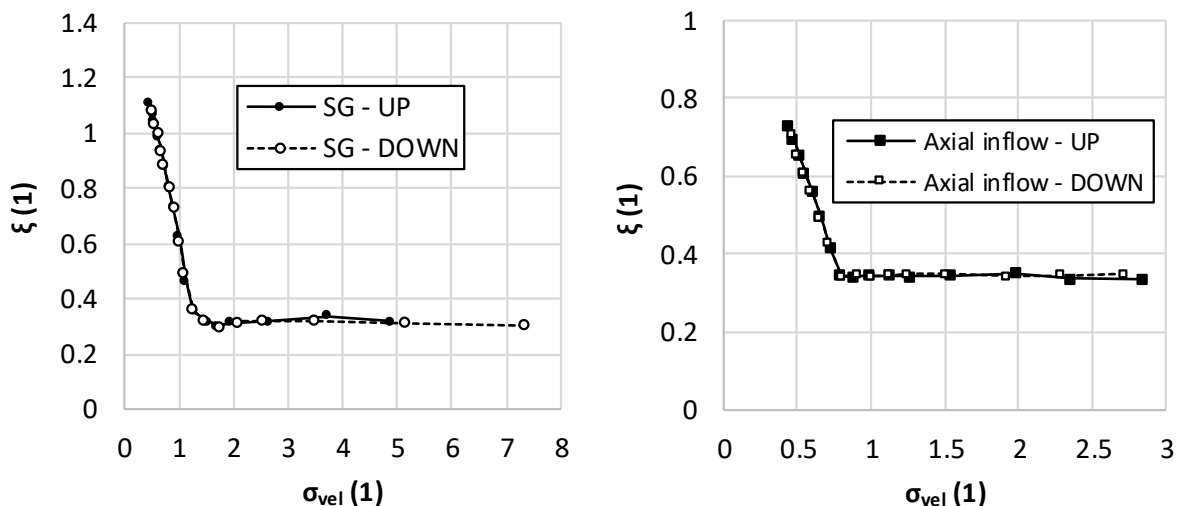 1.4
1.2
1
0.8
0.6
0.4
0.2
0
ξ (1)
SG - UP
SG - DOWN
0 1 2 3 4 5 6 7 8
σvel (1)
1
0.8
0.6
0.4
0.2
0
ξ (1)
Axial inflow - UP
Axial inflow - DOWN
0 0.5 1 1.5 2 2.5 3
σvel (1)